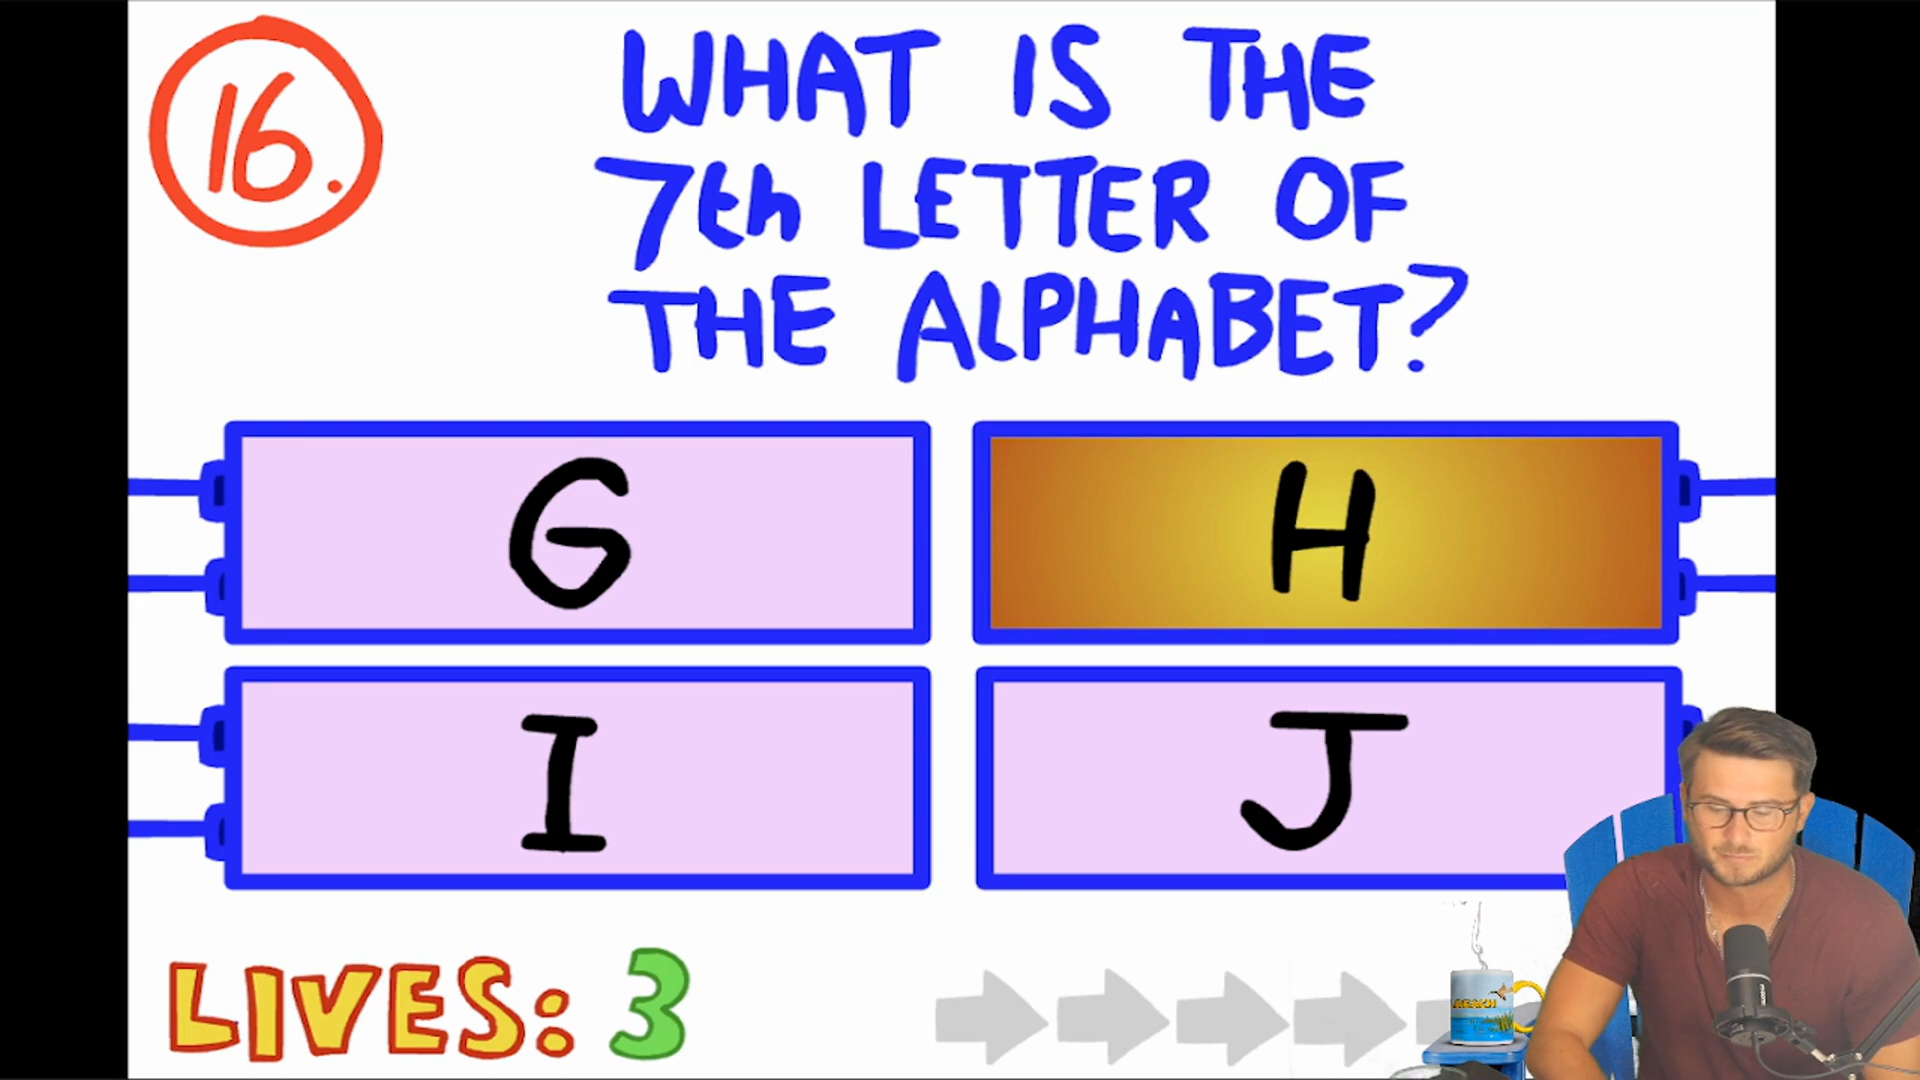 16.
WHAT IS THE
7th LETTER OF
THE ALPHABET?
G
H
I
J
LIVES: 3